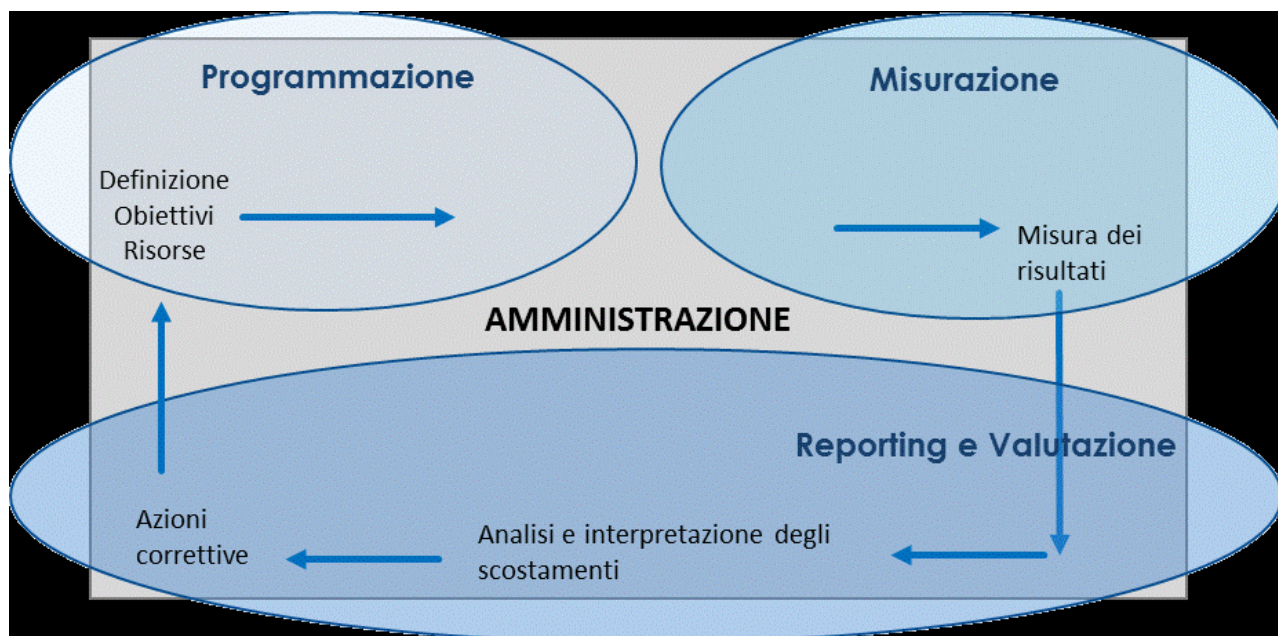 Programmazione
Misurazione
Definizione
Obiettivi
Risorse
Misura dei
risultati
AMMINISTRAZIONE
Reporting e Valutazione
Azioni
correttive
Analisi e interpretazione degli
scostamenti